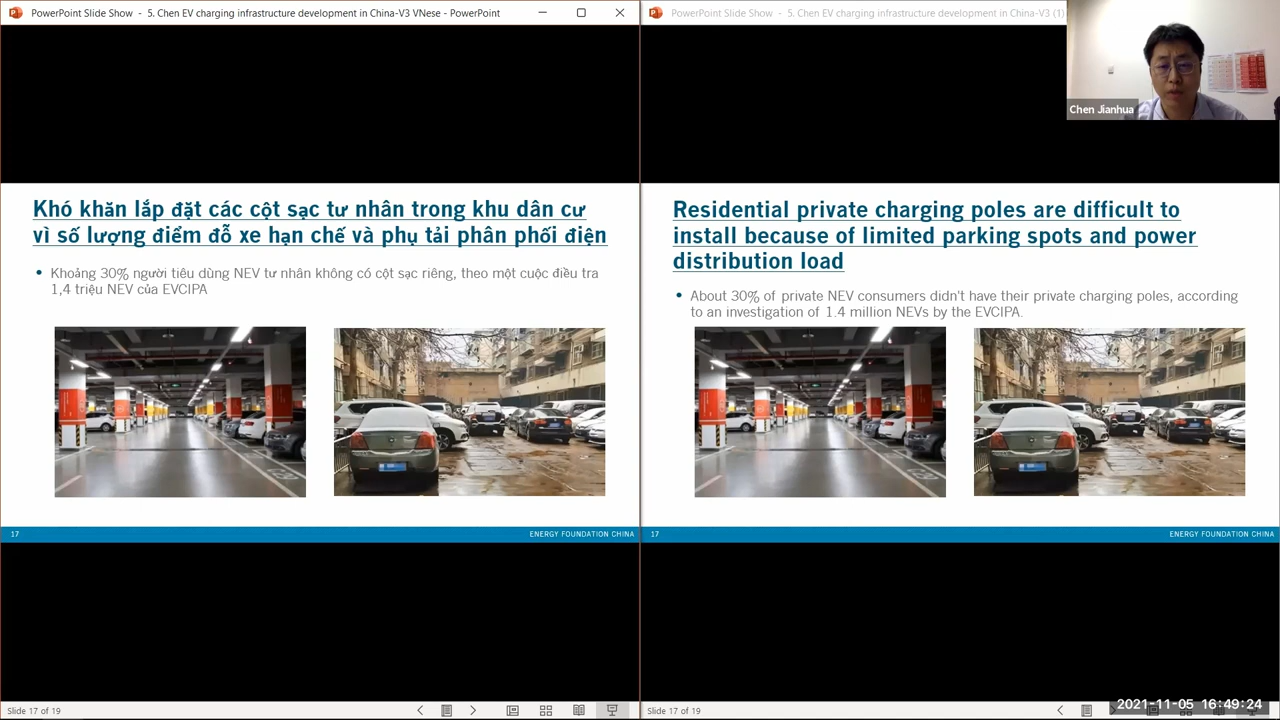 PowerPoint Slide Show - 5. Chen EV charging infrastructure development in China-V3 VNese - PowerPoint
PowerPoint Slide Show - 5. Chen EV charging infrastructure development in China-V3 (1)
Chen Jianhua
Khó khăn lắp đặt các cột sạc tư nhân trong khu dân cư
vì số lượng điểm đỗ xe hạn chế và phụ tải phân phối điện
• Khoảng 30% người tiêu dùng NEV tư nhân không có cột sạc riêng, theo một cuộc điều tra
1,4 triệu NEV của EVCIPA
17
ENERGY FOUNDATION CHINA
Residential private charging poles are difficult to
install because of limited parking spots and power
distribution load
• About 30% of private NEV consumers didn't have their private charging poles, according
to an investigation of 1.4 million NEVs by the EVCIPA.
17
ENERGY FOUNDATION CHINA
Slide 17 of 19
Slide 17 of 19
2021-11-05 16:49:24